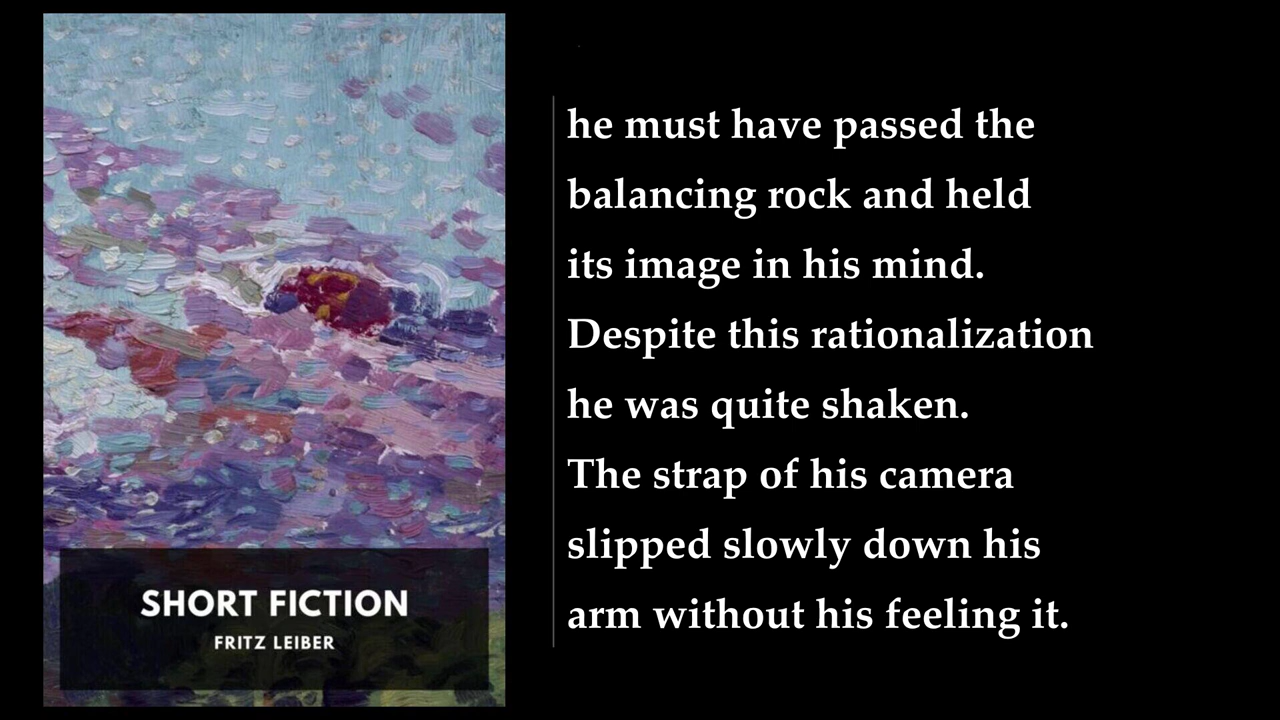 SHORT FICTION
FRITZ LEIBER
he must have passed the
balancing rock and held
its image in his mind.
Despite this rationalization
he was quite shaken.
The strap of his camera
slipped slowly down his
arm without his feeling it.